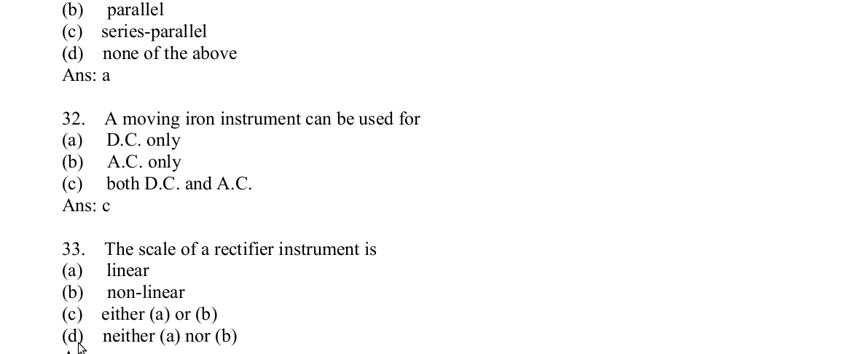 (b) parallel
(c) series-parallel
(d) none of the above
Ans: a
32. A moving iron instrument can be used for
(a) D.C. only
(b) A.C. only
(c) both D.C. and A.C.
Ans: c
33. The scale of a rectifier instrument is
(a) linear
(b) non-linear
(c) either (a) or (b)
(d) neither (a) nor (b)